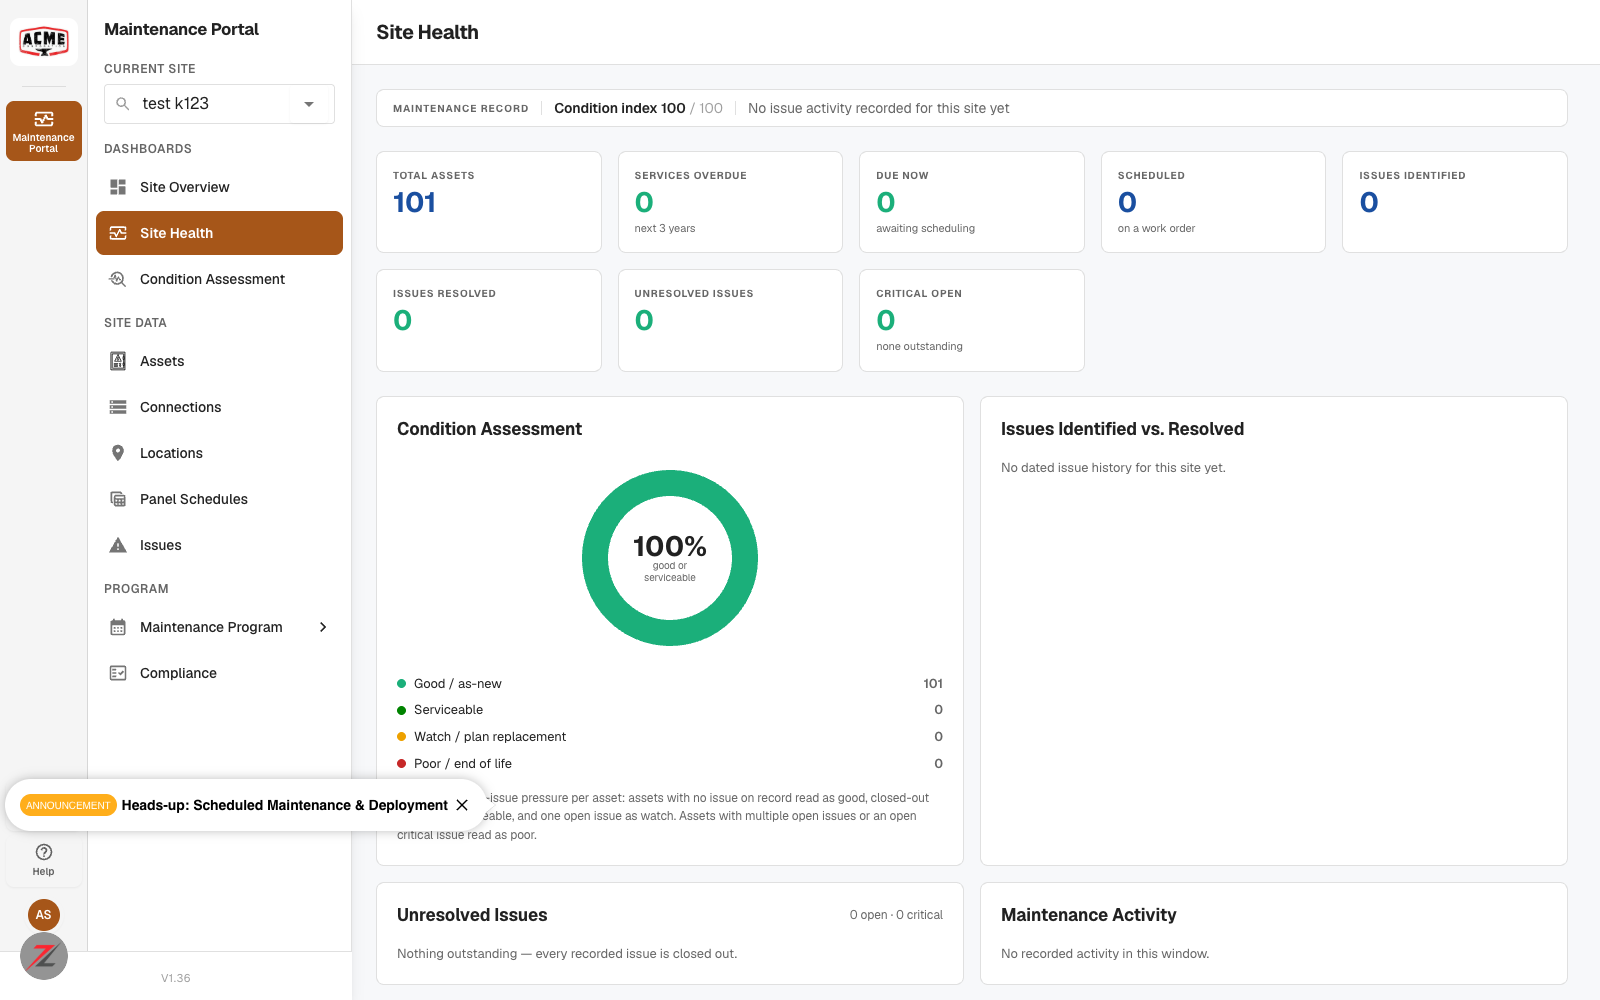 ACME
Maintenance Portal
Maintenance Portal
CURRENT SITE
test k123
DASHBOARDS
Site Overview
Site Health
Condition Assessment
SITE DATA
Assets
Connections
Locations
Panel Schedules
Issues
PROGRAM
Maintenance Program
Compliance
ANNOUNCEMENT Heads-up: Scheduled Maintenance & Deployment
Help
AS
V1.36
Site Health
MAINTENANCE RECORD Condition index 100 / 100 No issue activity recorded for this site yet
TOTAL ASSETS
101
SERVICES OVERDUE
0
next 3 years
DUE NOW
0
awaiting scheduling
SCHEDULED
0
on a work order
ISSUES IDENTIFIED
0
ISSUES RESOLVED
0
UNRESOLVED ISSUES
0
CRITICAL OPEN
0
none outstanding
Condition Assessment
100%
good or
serviceable
Good / as-new 101
Serviceable 0
Watch / plan replacement 0
Poor / end of life 0
-issue pressure per asset: assets with no issue on record read as good, closed-out
eable, and one open issue as watch. Assets with multiple open issues or an open
critical issue read as poor.
Issues Identified vs. Resolved
No dated issue history for this site yet.
Unresolved Issues
0 open · 0 critical
Nothing outstanding — every recorded issue is closed out.
Maintenance Activity
No recorded activity in this window.